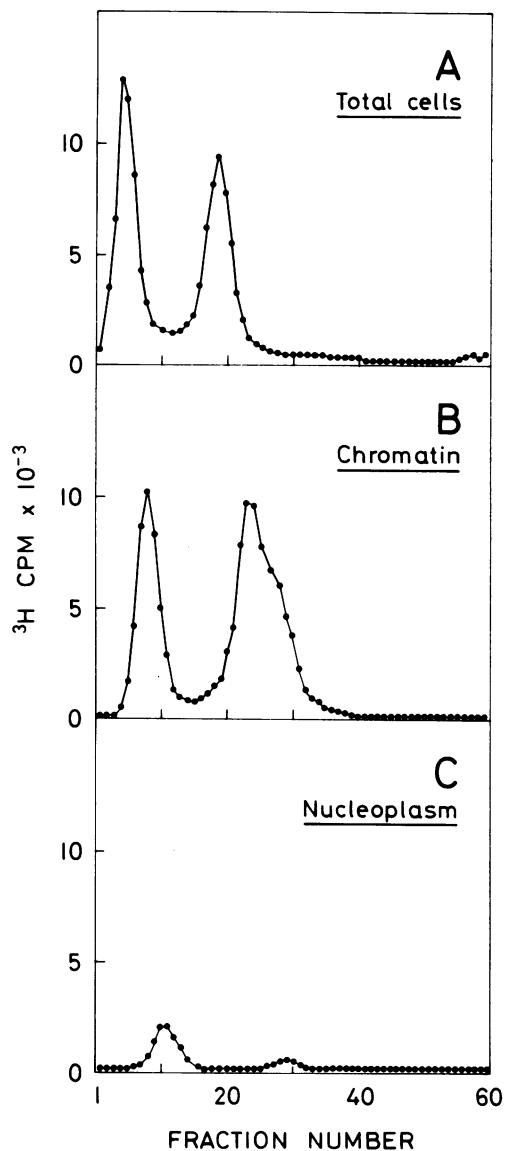 A
Total cells
10
5
0
B
Chromatin
10
5
0
³H CPM x 10⁻³
C
Nucleoplasm
10
5
0
1 20 40 60
FRACTION NUMBER